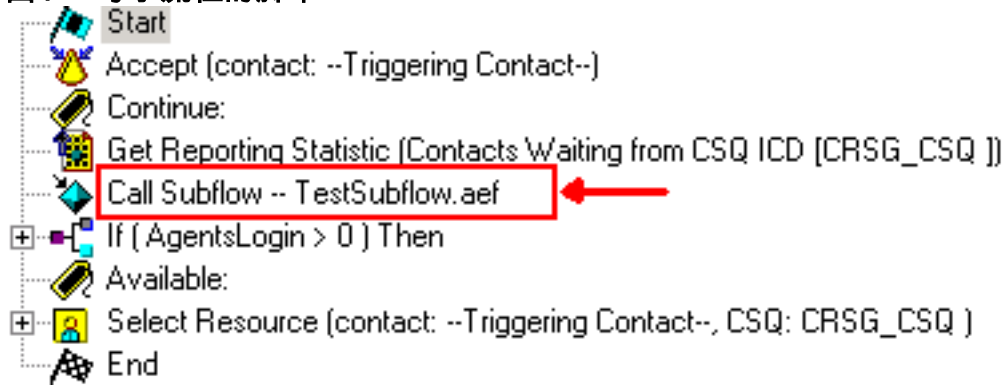 Start
Accept (contact: --Triggering Contact--)
Continue:
Get Reporting Statistic (Contacts Waiting from CSQ ICD [CRSG_CSQ ])
Call Subflow -- TestSubflow.aef
If ( AgentsLogin > 0 ) Then
Available:
Select Resource (contact: --Triggering Contact--, CSQ: CRSG_CSQ )
End